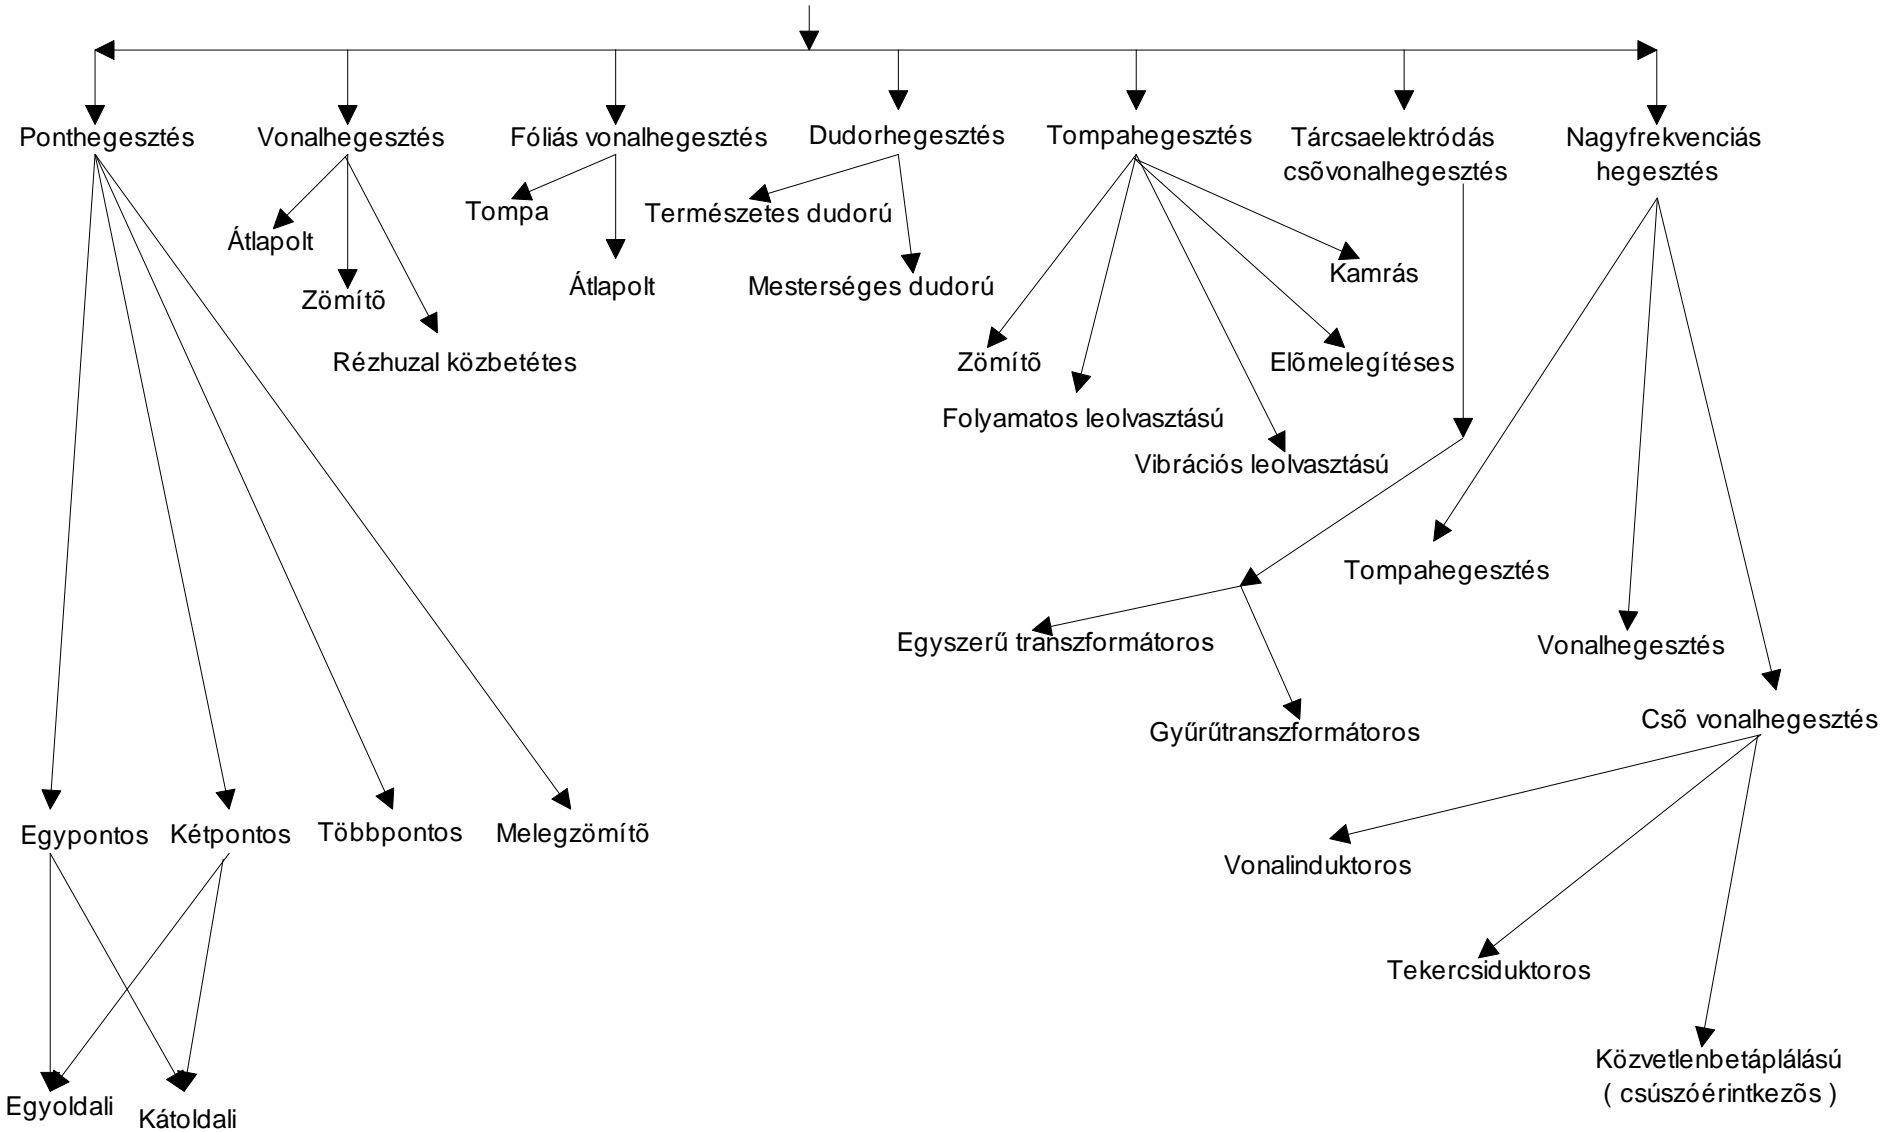 Ponthegesztés
Vonalhegesztés
Fóliás vonalhegesztés
Dudorhegesztés
Tompahegesztés
Tárcsaelektródás
csõvonalhegesztés
Nagyfrekvenciás
hegesztés
Átlapolt
Zömítõ
Rézhuzal közbetétes
Tompa
Átlapolt
Természetes dudorú
Mesterséges dudorú
Kamrás
Zömítõ
Elõmelegítéses
Folyamatos leolvasztású
Vibrációs leolvasztású
Tompahegesztés
Egyszerű transzformátoros
Vonalhegesztés
Gyűrűtranszformátoros
Csõ vonalhegesztés
Egypontos
Kétpontos
Többpontos
Melegzömítõ
Vonalinduktoros
Tekercsiduktoros
Közvetlenbetáplálású
( csúszóérintkezõs )
Egyoldali
Kátoldali